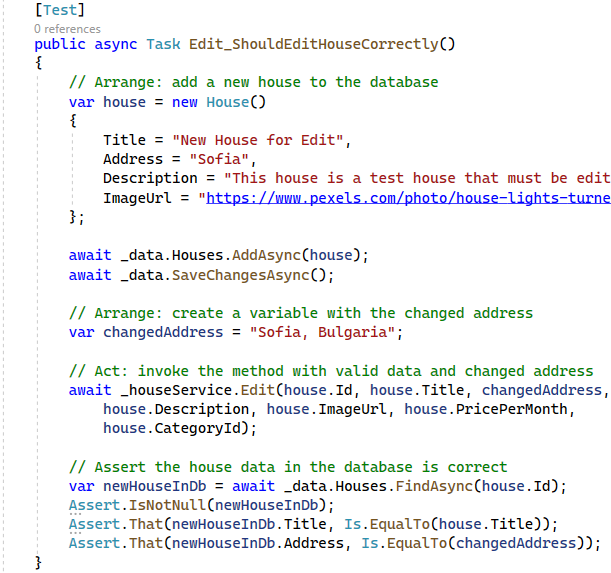 [Test]
0 references
public async Task Edit_ShouldEditHouseCorrectly()
{
    // Arrange: add a new house to the database
    var house = new House()
    {
        Title = "New House for Edit",
        Address = "Sofia",
        Description = "This house is a test house that must be edit
        ImageUrl = "https://www.pexels.com/photo/house-lights-turne
    };

    await _data.Houses.AddAsync(house);
    await _data.SaveChangesAsync();

    // Arrange: create a variable with the changed address
    var changedAddress = "Sofia, Bulgaria";

    // Act: invoke the method with valid data and changed address
    await _houseService.Edit(house.Id, house.Title, changedAddress,
        house.Description, house.ImageUrl, house.PricePerMonth,
        house.CategoryId);

    // Assert the house data in the database is correct
    var newHouseInDb = await _data.Houses.FindAsync(house.Id);
    Assert.IsNotNull(newHouseInDb);
    Assert.That(newHouseInDb.Title, Is.EqualTo(house.Title));
    Assert.That(newHouseInDb.Address, Is.EqualTo(changedAddress));
}